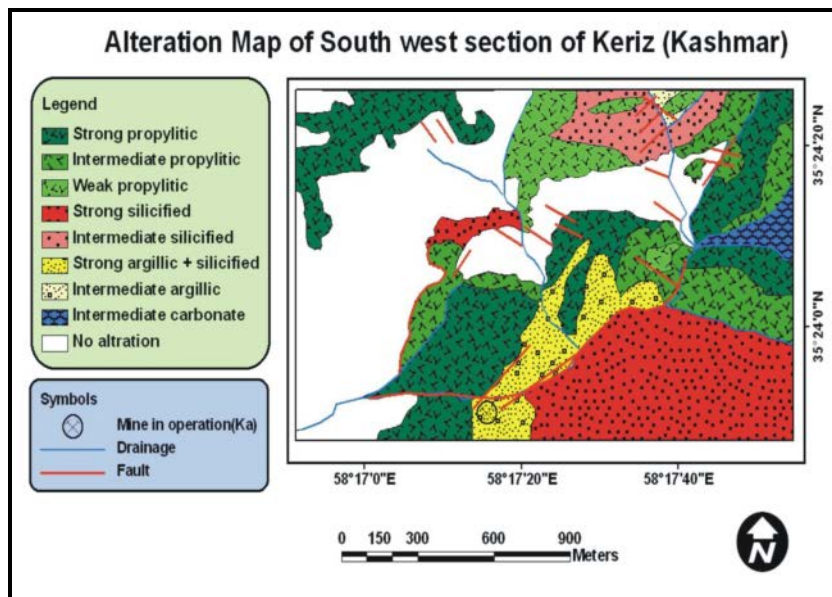 Alteration Map of South west section of Keriz (Kashmar)
Legend
Strong propylitic
Intermediate propylitic
Weak propylitic
Strong silicified
Intermediate silicified
Strong argillic + silicified
Intermediate argillic
Intermediate carbonate
No altration
Symbols
Mine in operation(Ka)
Drainage
Fault
35°24'20"N
35°24'0"N
58°17'0"E
58°17'20"E
58°17'40"E
0 150 300 600 900
Meters
N